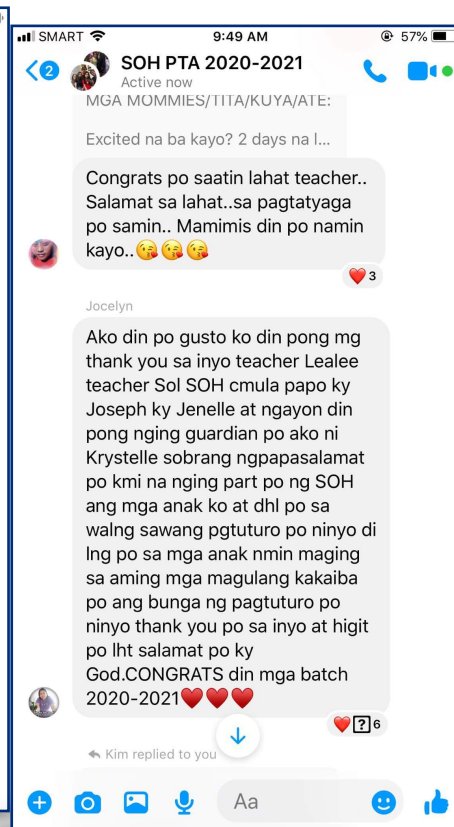 SMART 9:49 AM 57%
2 SOH PTA 2020-2021
Active now
MGA MOMMIES/TITA/KUYA/ATE:
Excited na ba kayo? 2 days na l...
Congrats po saatin lahat teacher..
Salamat sa lahat..sa pagtatyaga
po samin.. Mamimis din po namin
kayo..😘😘😘
❤️ 3
Jocelyn
Ako din po gusto ko din pong mg
thank you sa inyo teacher Lealee
teacher Sol SOH cmula papo ky
Joseph ky Jenelle at ngayon din
pong nging guardian po ako ni
Krystelle sobrang ngpapasalamat
po kmi na nging part po ng SOH
ang mga anak ko at dhl po sa
walng sawang pgtuturo po ninyo di
lng po sa mga anak nmin maging
sa aming mga magulang kakaiba
po ang bunga ng pagtuturo po
ninyo thank you po sa inyo at higit
po lht salamat po ky
God.CONGRATS din mga batch
2020-2021♥️♥️♥️
❤️ ? 6
Kim replied to you
Aa